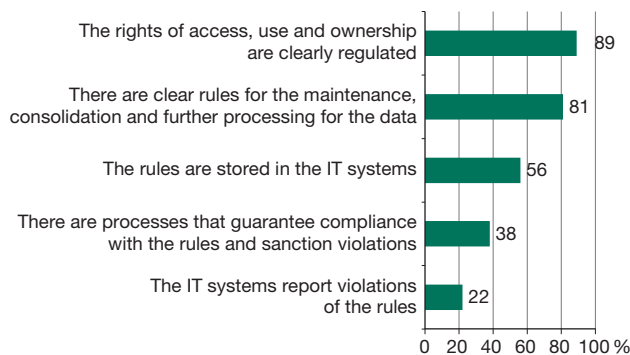 The rights of access, use and ownership
are clearly regulated
89
There are clear rules for the maintenance,
consolidation and further processing for the data
81
The rules are stored in the IT systems
56
There are processes that guarantee compliance
with the rules and sanction violations
38
The IT systems report violations
of the rules
22
0 20 40 60 80 100 %